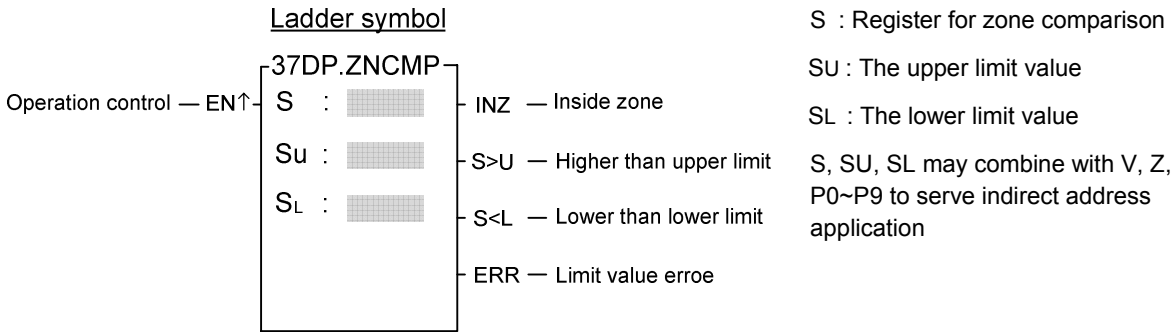 Ladder symbol
37DP.ZNCMP
Operation control — EN↑
S :
Su :
SL :
INZ — Inside zone
S>U — Higher than upper limit
S<L — Lower than lower limit
ERR — Limit value erroe
S : Register for zone comparison
SU : The upper limit value
SL : The lower limit value
S, SU, SL may combine with V, Z,
P0~P9 to serve indirect address
application